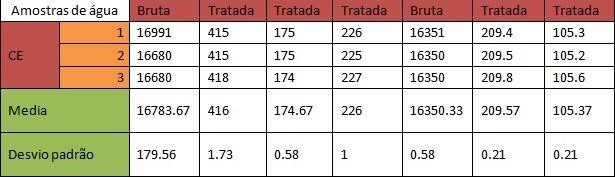 Amostras de água Bruta Tratada Tratada Tratada Bruta Tratada Tratada
1 16991 415 175 226 16351 209.4 105.3
CE 2 16680 415 175 225 16350 209.5 105.2
3 16680 418 174 227 16350 209.8 105.6
Media 16783.67 416 174.67 226 16350.33 209.57 105.37
Desvio padrão 179.56 1.73 0.58 1 0.58 0.21 0.21